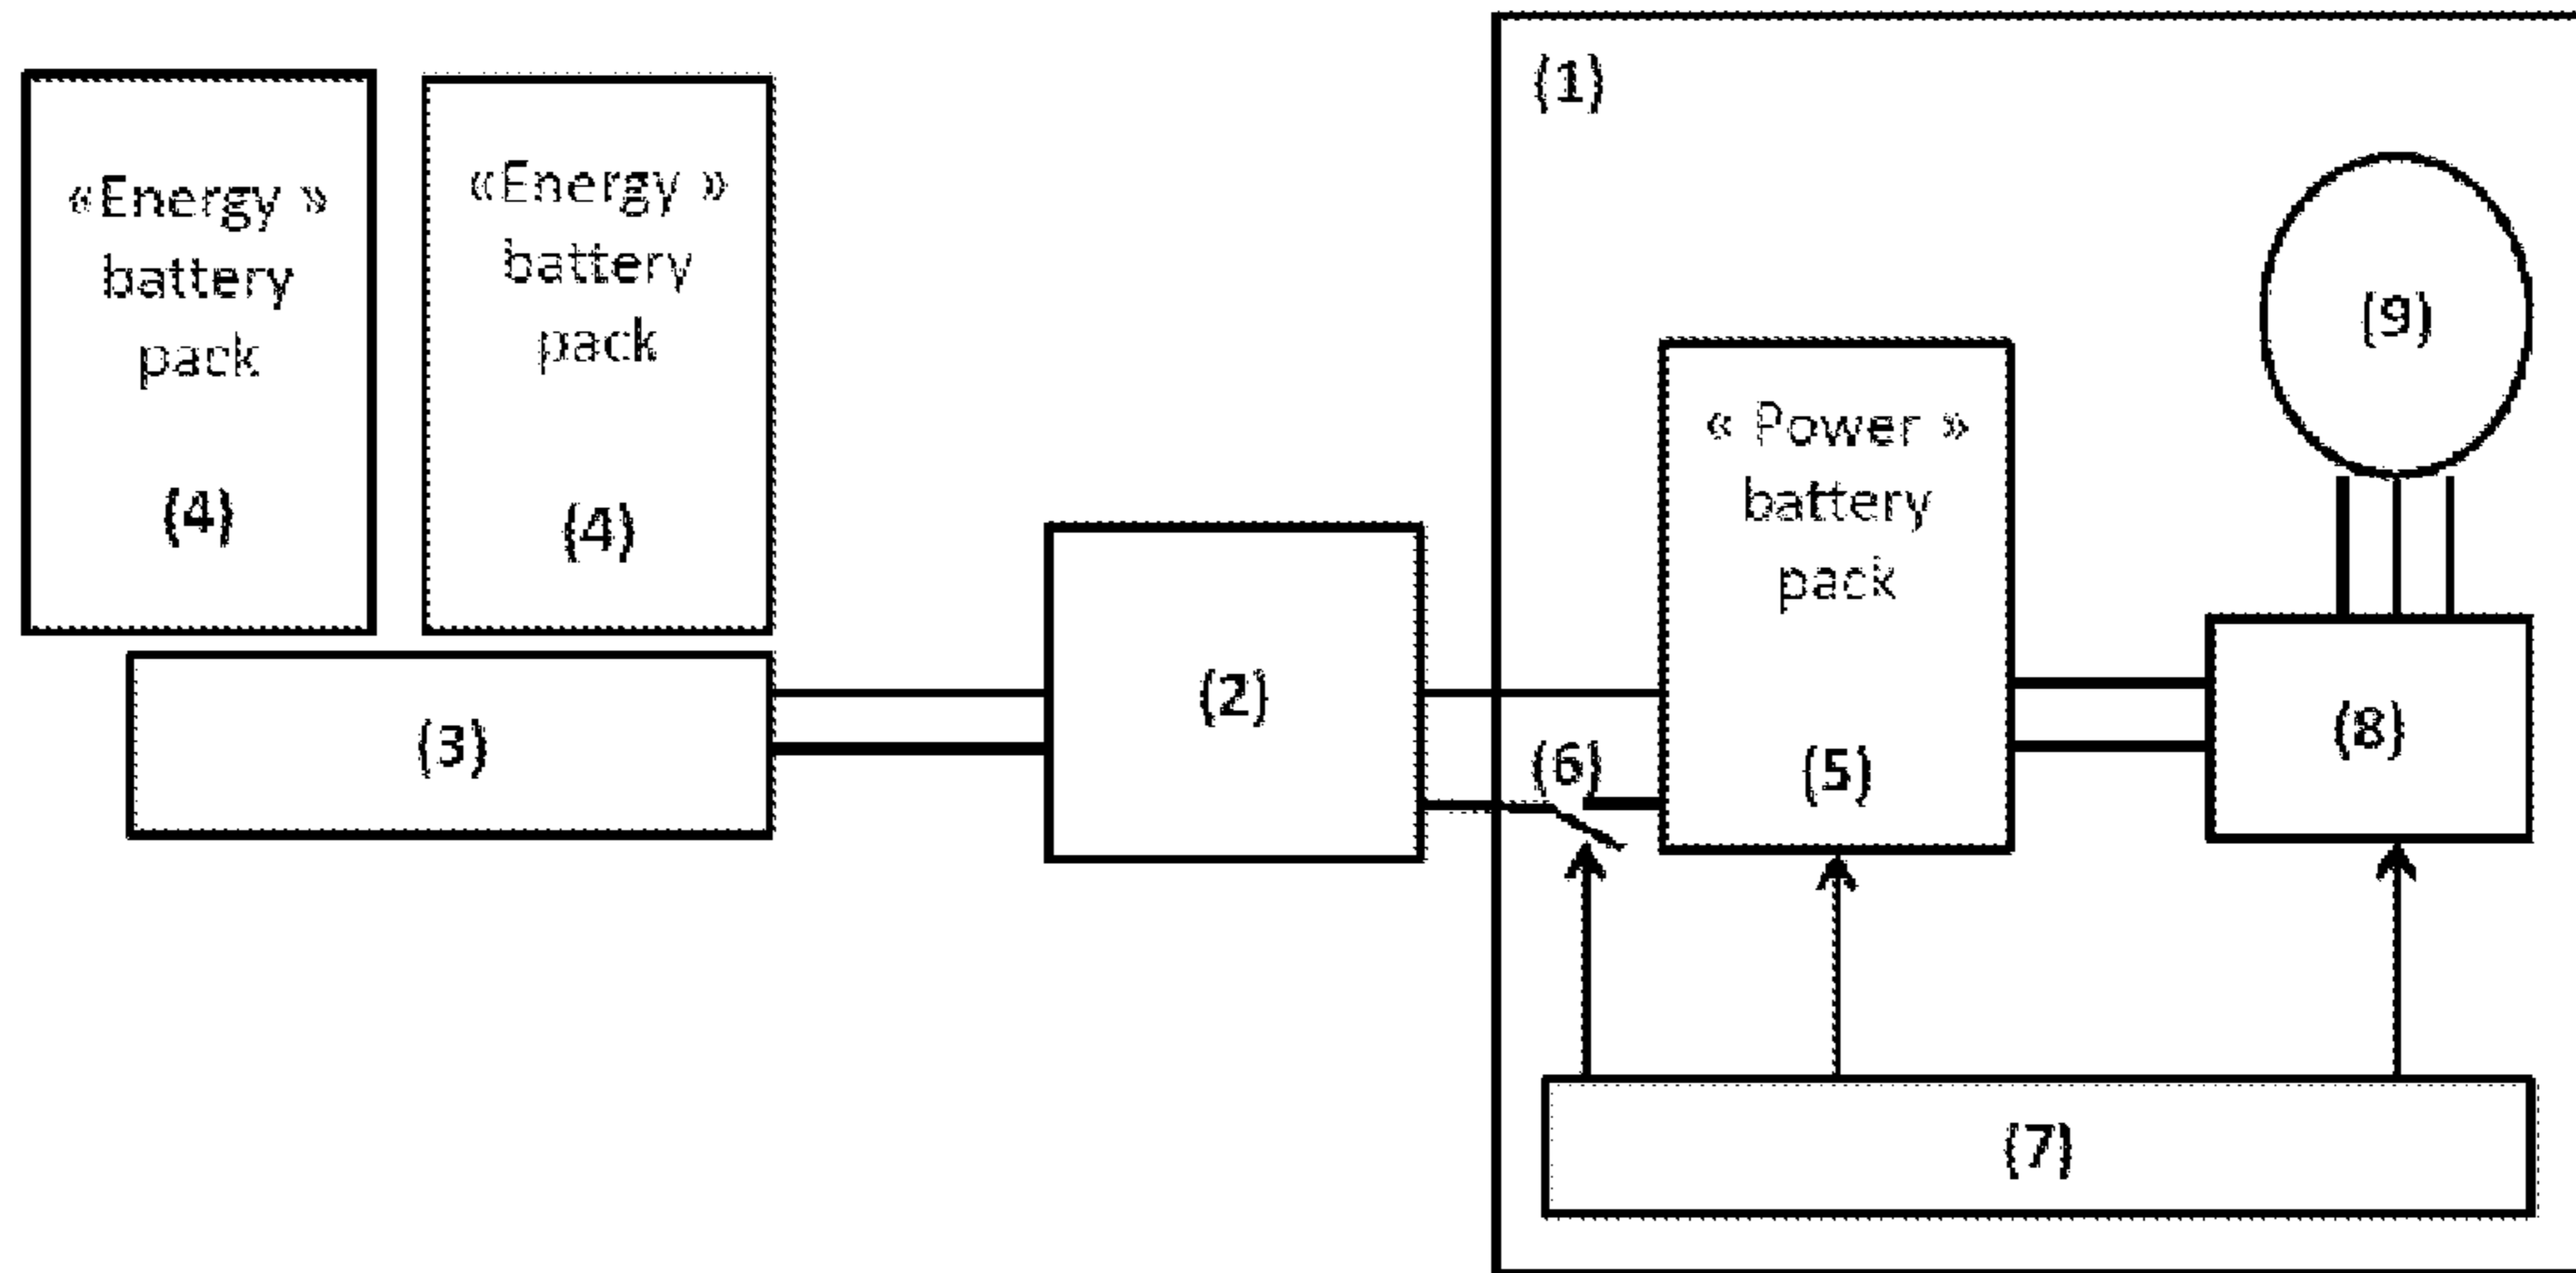 (1)
«Energy »
battery
pack
(4)
«Energy »
battery
pack
(4)
(3)
(2)
(6)
« Power »
battery
pack
(5)
(9)
(8)
(7)